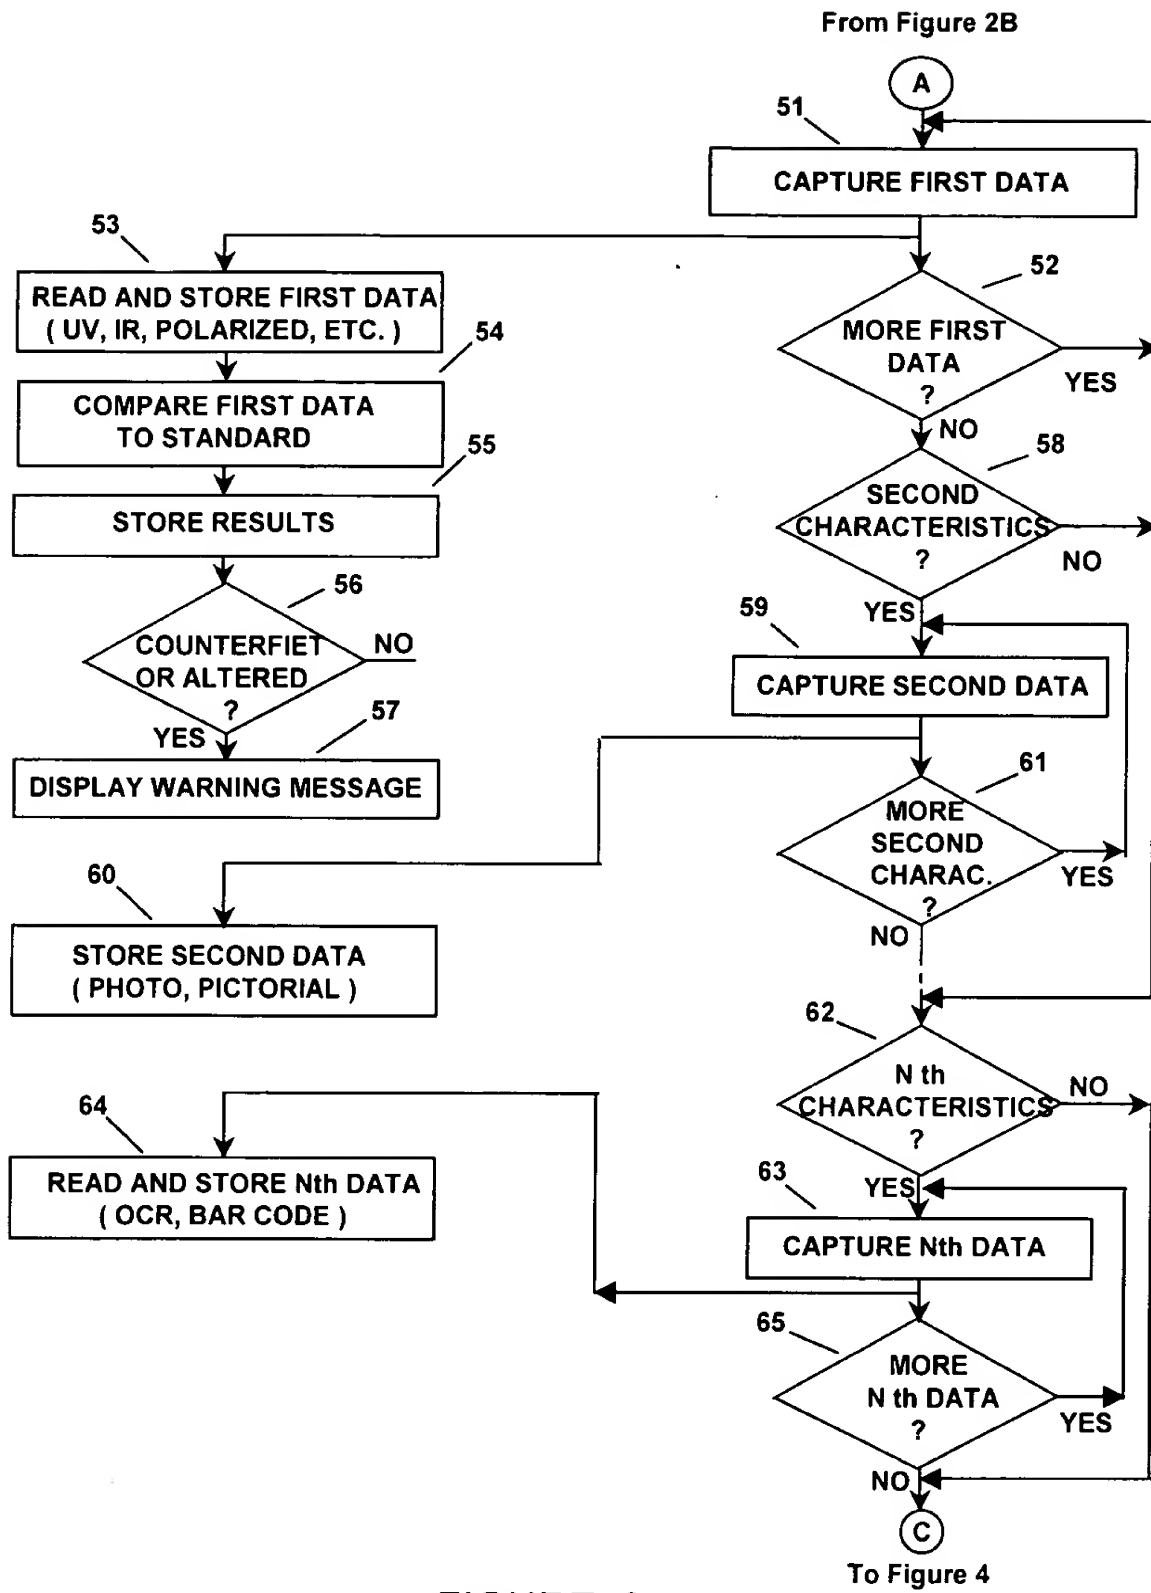 From Figure 2B
A
51
CAPTURE FIRST DATA
53
READ AND STORE FIRST DATA
( UV, IR, POLARIZED, ETC. )
52
MORE FIRST
DATA
?
YES
NO
54
COMPARE FIRST DATA
TO STANDARD
55
STORE RESULTS
58
SECOND
CHARACTERISTICS
?
NO
YES
56
COUNTERFIET
OR ALTERED
?
NO
YES
57
DISPLAY WARNING MESSAGE
59
CAPTURE SECOND DATA
61
MORE
SECOND
CHARAC.
?
YES
NO
60
STORE SECOND DATA
( PHOTO, PICTORIAL )
62
N th
CHARACTERISTICS
?
NO
YES
64
READ AND STORE Nth DATA
( OCR, BAR CODE )
63
CAPTURE Nth DATA
65
MORE
N th DATA
?
YES
NO
C
To Figure 4